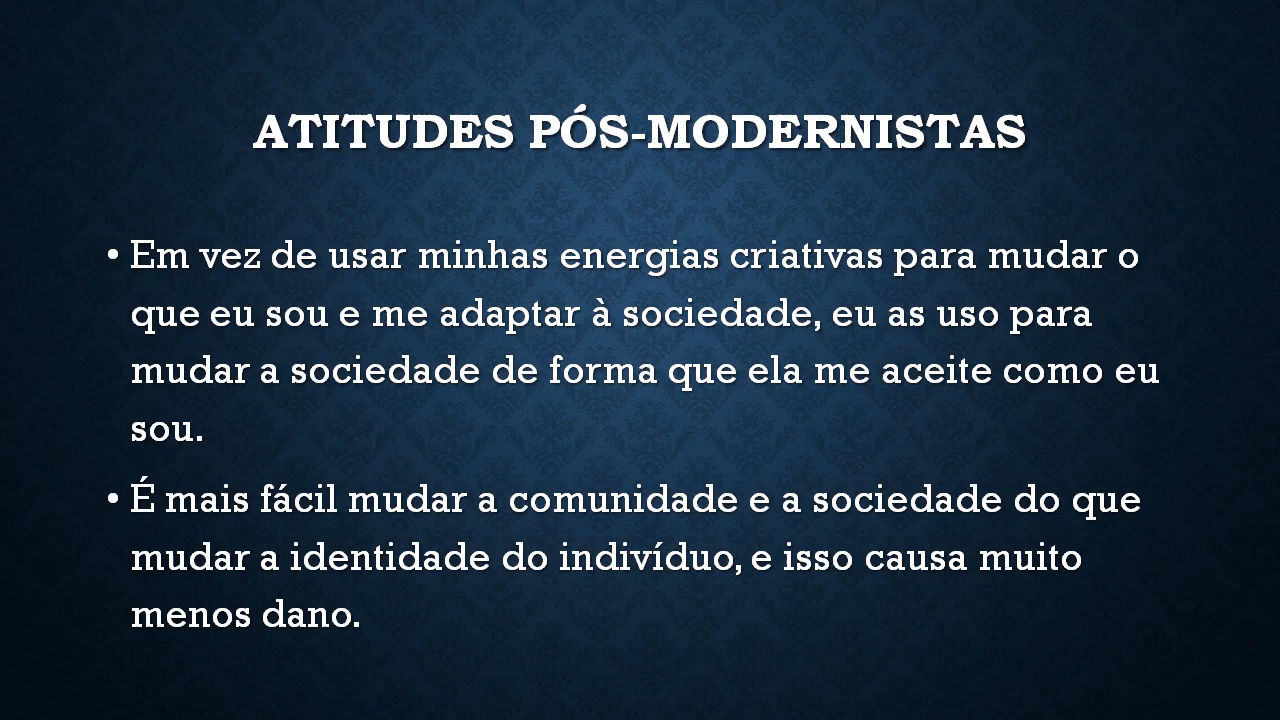 ATITUDES PÓS-MODERNISTAS
• Em vez de usar minhas energias criativas para mudar o
que eu sou e me adaptar à sociedade, eu as uso para
mudar a sociedade de forma que ela me aceite como eu
sou.
• É mais fácil mudar a comunidade e a sociedade do que
mudar a identidade do indivíduo, e isso causa muito
menos dano.